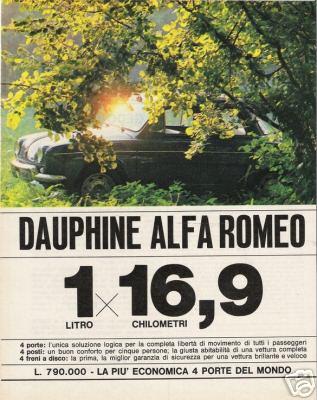 DAUPHINE ALFA ROMEO
1 x 16,9
LITRO CHILOMETRI
4 porte: l'unica soluzione logica per la completa libertà di movimento di tutti i passeggeri
4 posti: un buon conforto per cinque persone; la giusta abitabilità di una vettura completa
4 freni a disco: la prima, la miglior garanzia di sicurezza per una vettura brillante e veloce
L. 790.000 - LA PIU' ECONOMICA 4 PORTE DEL MONDO